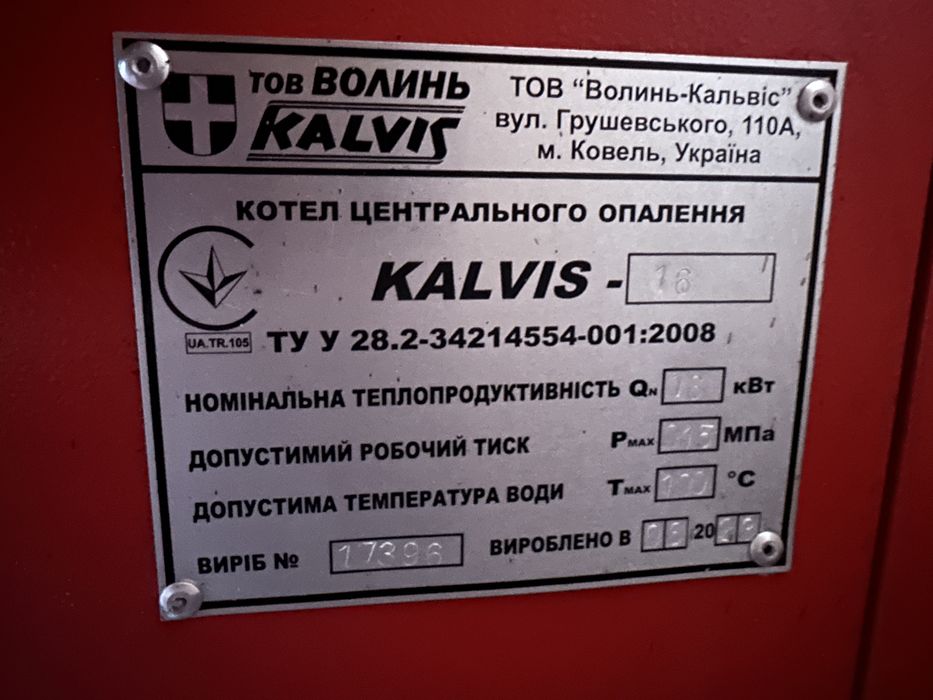 ТОВ ВОЛИНЬ
KALVIS
ТОВ “Волинь-Кальвіс”
вул. Грушевського, 110А,
м. Ковель, Україна
КОТЕЛ ЦЕНТРАЛЬНОГО ОПАЛЕННЯ
KALVIS - 16
UA.TR.105
ТУ У 28.2-34214554-001:2008
НОМІНАЛЬНА ТЕПЛОПРОДУКТИВНІСТЬ QN кВт
ДОПУСТИМИЙ РОБОЧИЙ ТИСК PMAX МПа
ДОПУСТИМА ТЕМПЕРАТУРА ВОДИ TMAX °C
ВИРІБ № 17396
ВИРОБЛЕНО В 20